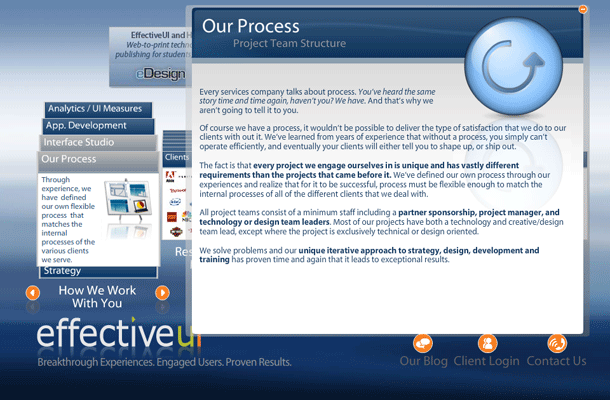 EffectiveUI and H
Web-to-print techno
publishing for students
eDesign
Analytics / UI Measures
App. Development
Interface Studio
Our Process
Through
experience, we
have defined
our own flexible
process that
matches the
internal
processes of the
various clients
we serve.
Strategy
Clients
YAHOO!
Res
How We Work
With You
Our Process
Project Team Structure
Every services company talks about process. You've heard the same
story time and time again, haven't you? We have. And that's why we
aren't going to tell it to you.
Of course we have a process, it wouldn't be possible to deliver the type of satisfaction that we do to our
clients with out it. We've learned from years of experience that without a process, you simply can't
operate efficiently, and eventually your clients will either tell you to shape up, or ship out.
The fact is that every project we engage ourselves in is unique and has vastly different
requirements than the projects that came before it. We've defined our own process through our
experiences and realize that for it to be successful, process must be flexible enough to match the
internal processes of all of the different clients that we deal with.
All project teams consist of a minimum staff including a partner sponsorship, project manager, and
technology or design team leaders. Most of our projects have both a technology and creative/design
team lead, except where the project is exclusively technical or design oriented.
We solve problems and our unique iterative approach to strategy, design, development and
training has proven time and again that it leads to exceptional results.
effectiveui
Breakthrough Experiences. Engaged Users. Proven Results.
Our Blog
Client Login
Contact Us